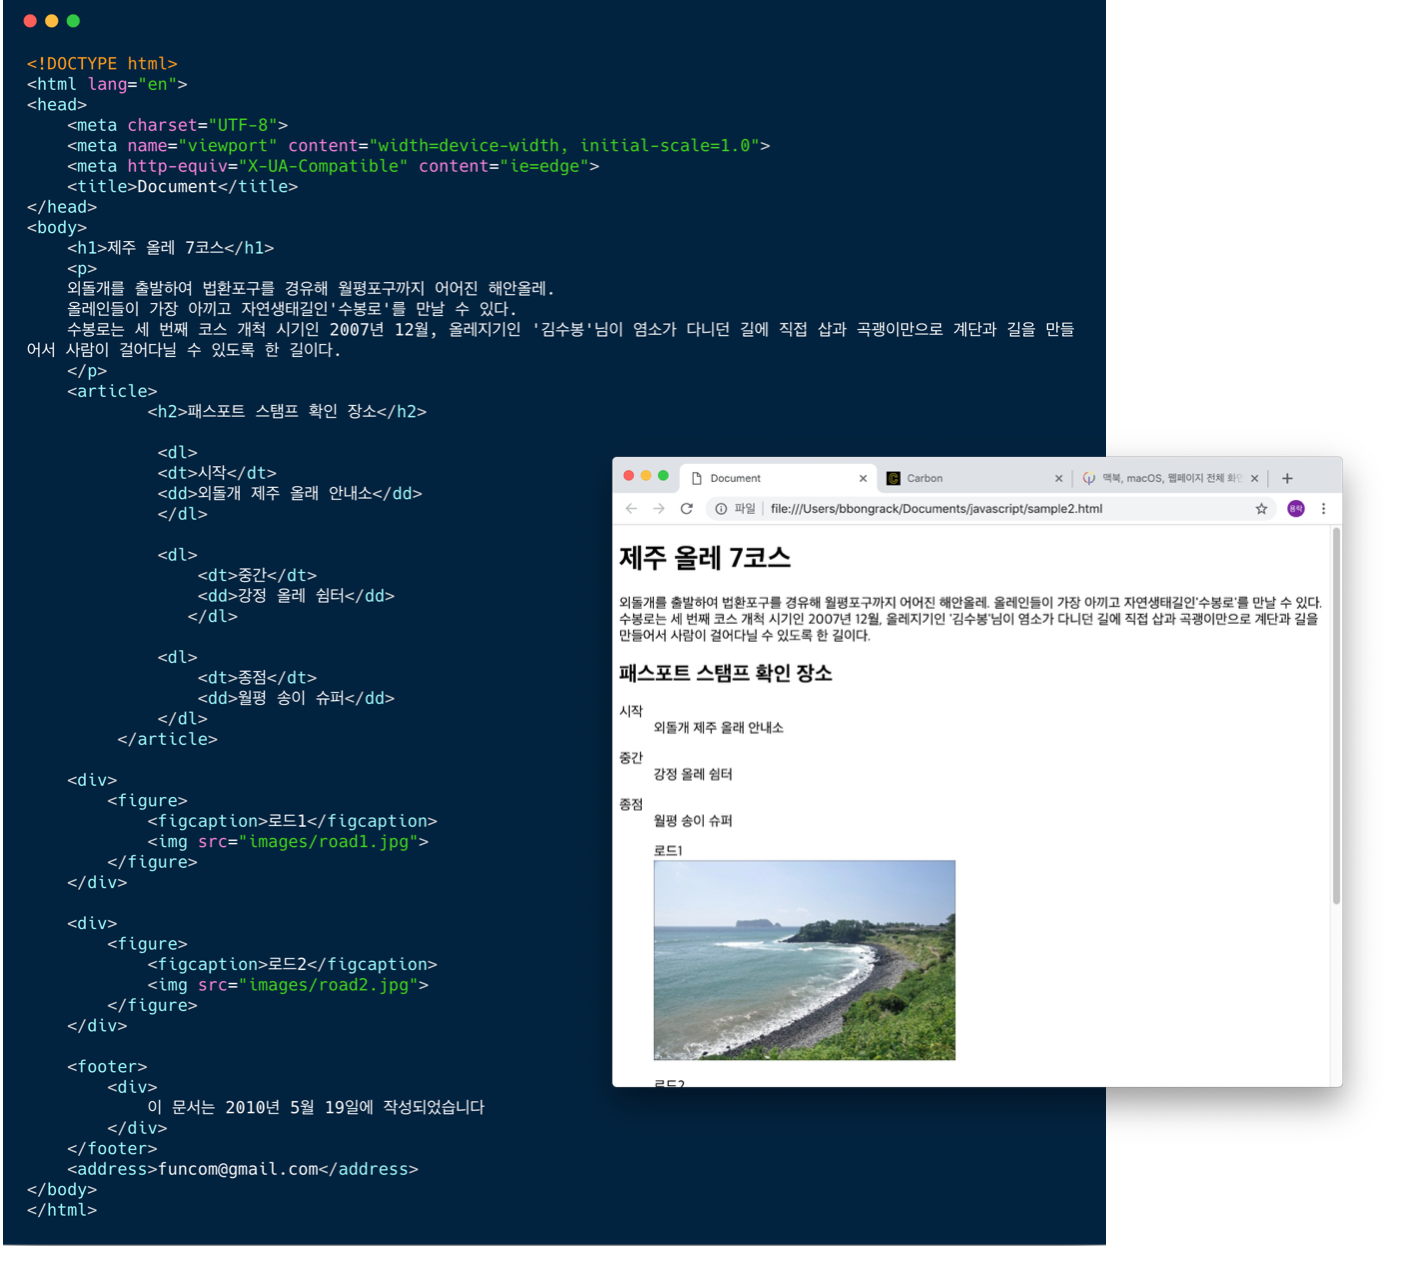 <!DOCTYPE html>
<html lang="en">
<head>
    <meta charset="UTF-8">
    <meta name="viewport" content="width=device-width, initial-scale=1.0">
    <meta http-equiv="X-UA-Compatible" content="ie=edge">
    <title>Document</title>
</head>
<body>
    <h1>제주 올레 7코스</h1>
    <p>
    외돌개를 출발하여 법환포구를 경유해 월평포구까지 어어진 해안올레.
    올레인들이 가장 아끼고 자연생태길인'수봉로'를 만날 수 있다.
    수봉로는 세 번째 코스 개척 시기인 2007년 12월, 올레지기인 '김수봉'님이 염소가 다니던 길에 직접 삽과 곡괭이만으로 계단과 길을 만들
어서 사람이 걸어다닐 수 있도록 한 길이다.
    </p>
    <article>
            <h2>패스포트 스탬프 확인 장소</h2>
             <dl>
             <dt>시작</dt>
             <dd>외돌개 제주 올래 안내소</dd>
             </dl>
             <dl>
                 <dt>중간</dt>
                 <dd>강정 올레 쉼터</dd>
                </dl>
             <dl>
                 <dt>종점</dt>
                 <dd>월평 송이 슈퍼</dd>
             </dl>
         </article>
    <div>
        <figure>
            <figcaption>로드1</figcaption>
            <img src="images/road1.jpg">
        </figure>
    </div>
    <div>
        <figure>
            <figcaption>로드2</figcaption>
            <img src="images/road2.jpg">
        </figure>
    </div>
    <footer>
        <div>
            이 문서는 2010년 5월 19일에 작성되었습니다
        </div>
    </footer>
    <address>funcom@gmail.com</address>
</body>
</html>
Document
Carbon
맥북, macOS, 웹페이지 전체 화면
파일
file:///Users/bbongrack/Documents/javascript/sample2.html
제주 올레 7코스
외돌개를 출발하여 법환포구를 경유해 월평포구까지 어어진 해안올레. 올레인들이 가장 아끼고 자연생태길인'수봉로'를 만날 수 있다.
수봉로는 세 번째 코스 개척 시기인 2007년 12월, 올레지기인 '김수봉'님이 염소가 다니던 길에 직접 삽과 곡괭이만으로 계단과 길을
만들어서 사람이 걸어다닐 수 있도록 한 길이다.
패스포트 스탬프 확인 장소
시작
외돌개 제주 올래 안내소
중간
강정 올레 쉼터
종점
월평 송이 슈퍼
로드1
로드2